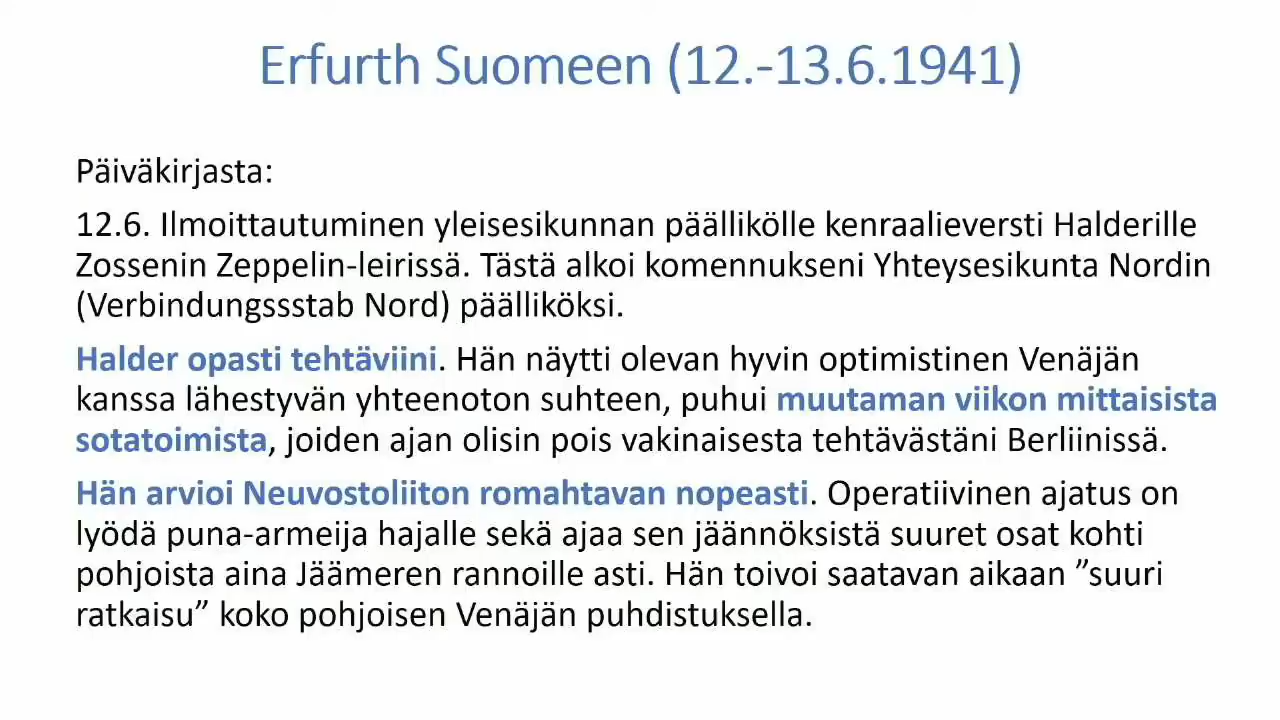 Erfurth Suomeen (12.-13.6.1941)
Päiväkirjasta:
12.6. Ilmoittautuminen yleisesikunnan päällikölle kenraalieversti Halderille
Zossenin Zeppelin-leirissä. Tästä alkoi komennukseni Yhteysesikunta Nordin
(Verbindungssstab Nord) päälliköksi.
Halder opasti tehtäviini. Hän näytti olevan hyvin optimistinen Venäjän
kanssa lähestyvän yhteenoton suhteen, puhui muutaman viikon mittaisista
sotatoimista, joiden ajan olisin pois vakinaisesta tehtävästäni Berliinissä.
Hän arvioi Neuvostoliiton romahtavan nopeasti. Operatiivinen ajatus on
lyödä puna-armeija hajalle sekä ajaa sen jäännöksistä suuret osat kohti
pohjoista aina Jäämeren rannoille asti. Hän toivoi saatavan aikaan ”suuri
ratkaisu” koko pohjoisen Venäjän puhdistuksella.